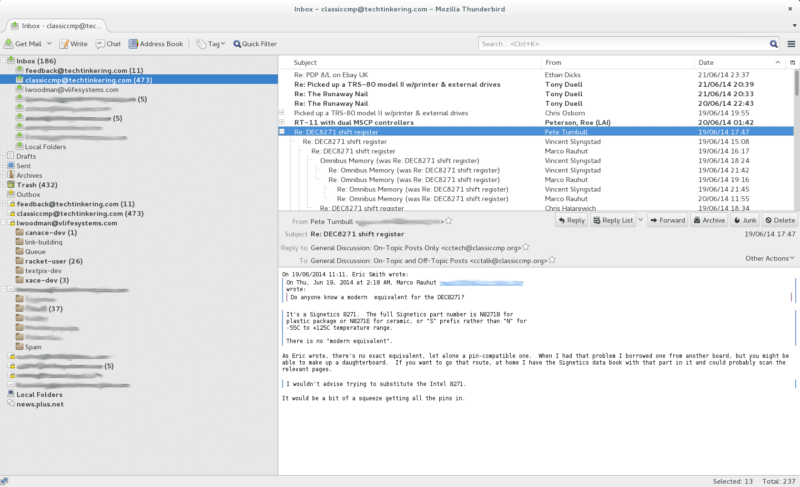 Inbox – classiccmp@techtinkering.com – Mozilla Thunderbird
Inbox – classiccmp@tec...
Get Mail
Write
Chat
Address Book
Tag
Quick Filter
Search... <Ctrl+K>
Inbox (186)
feedback@techtinkering.com (11)
classiccmp@techtinkering.com (473)
lwoodman@vlifesystems.com
(5)
(5)
Local Folders
Drafts
Sent
Archives
Trash (432)
Outbox
feedback@techtinkering.com (11)
classiccmp@techtinkering.com (473)
lwoodman@vlifesystems.com
canace-dev (1)
link-building
Queue
racket-user (26)
textpix-dev
xace-dev (3)
(37)
Spam
(5)
Local Folders
news.plus.net
Subject From Date
Re: PDP 8/L on Ebay UK Ethan Dicks 21/06/14 23:37
Re: Picked up a TRS-80 model II w/printer & external drives Tony Duell 21/06/14 20:39
Re: The Runaway Nail Tony Duell 21/06/14 20:33
Re: The Runaway Nail Tony Duell 20/06/14 22:43
Picked up a TRS-80 model II w/printer & external drives Chris Osborn 19/06/14 19:55
RT-11 with dual MSCP controllers Peterson, Roe (LAI) 20/06/14 01:42
Re: DEC8271 shift register Pete Turnbull 19/06/14 17:47
Re: DEC8271 shift register Vincent Slyngstad 19/06/14 15:08
Re: DEC8271 shift register Marco Rauhut 19/06/14 16:17
Omnibus Memory (was Re: DEC8271 shift register) Vincent Slyngstad 19/06/14 18:24
Re: Omnibus Memory (was Re: DEC8271 shift register) Vincent Slyngstad 19/06/14 21:42
Re: Omnibus Memory (was Re: DEC8271 shift register) Marco Rauhut 19/06/14 19:16
Re: Omnibus Memory (was Re: DEC8271 shift register) Vincent Slyngstad 19/06/14 21:45
Re: Omnibus Memory (was Re: DEC8271 shift register) Marco Rauhut 20/06/14 11:55
Re: DEC8271 shift register Chris Halarewich 19/06/14 18:34
From Pete Turnbull
Reply
Reply List
Forward
Archive
Junk
Delete
Subject Re: DEC8271 shift register 19/06/14 17:47
Reply to General Discussion: On-Topic Posts Only <cctech@classiccmp.org>
To General Discussion: On-Topic and Off-Topic Posts <cctalk@classiccmp.org>
Other Actions
On 19/06/2014 11:11, Eric Smith wrote:
On Thu, Jun 19, 2014 at 2:18 AM, Marco Rauhut
wrote:
Do anyone know a modern equivalent for the DEC8271?
It's a Signetics 8271. The full Signetics part number is N8271B for
plastic package or N8271E for ceramic, or "S" prefix rather than "N" for
-55C to +125C temperature range.
There is no "modern equivalent".
As Eric wrote, there's no exact equivalent, let alone a pin-compatible one. When I had that problem I borrowed one from another board, but you might
be able to make up a daughterboard. If you want to go that route, at home I have the Signetics data book with that part in it and could probably scan the
relevant pages.
I wouldn't advise trying to substitute the Intel 8271.
It would be a bit of a squeeze getting all the pins in.
Selected: 13 Total: 237